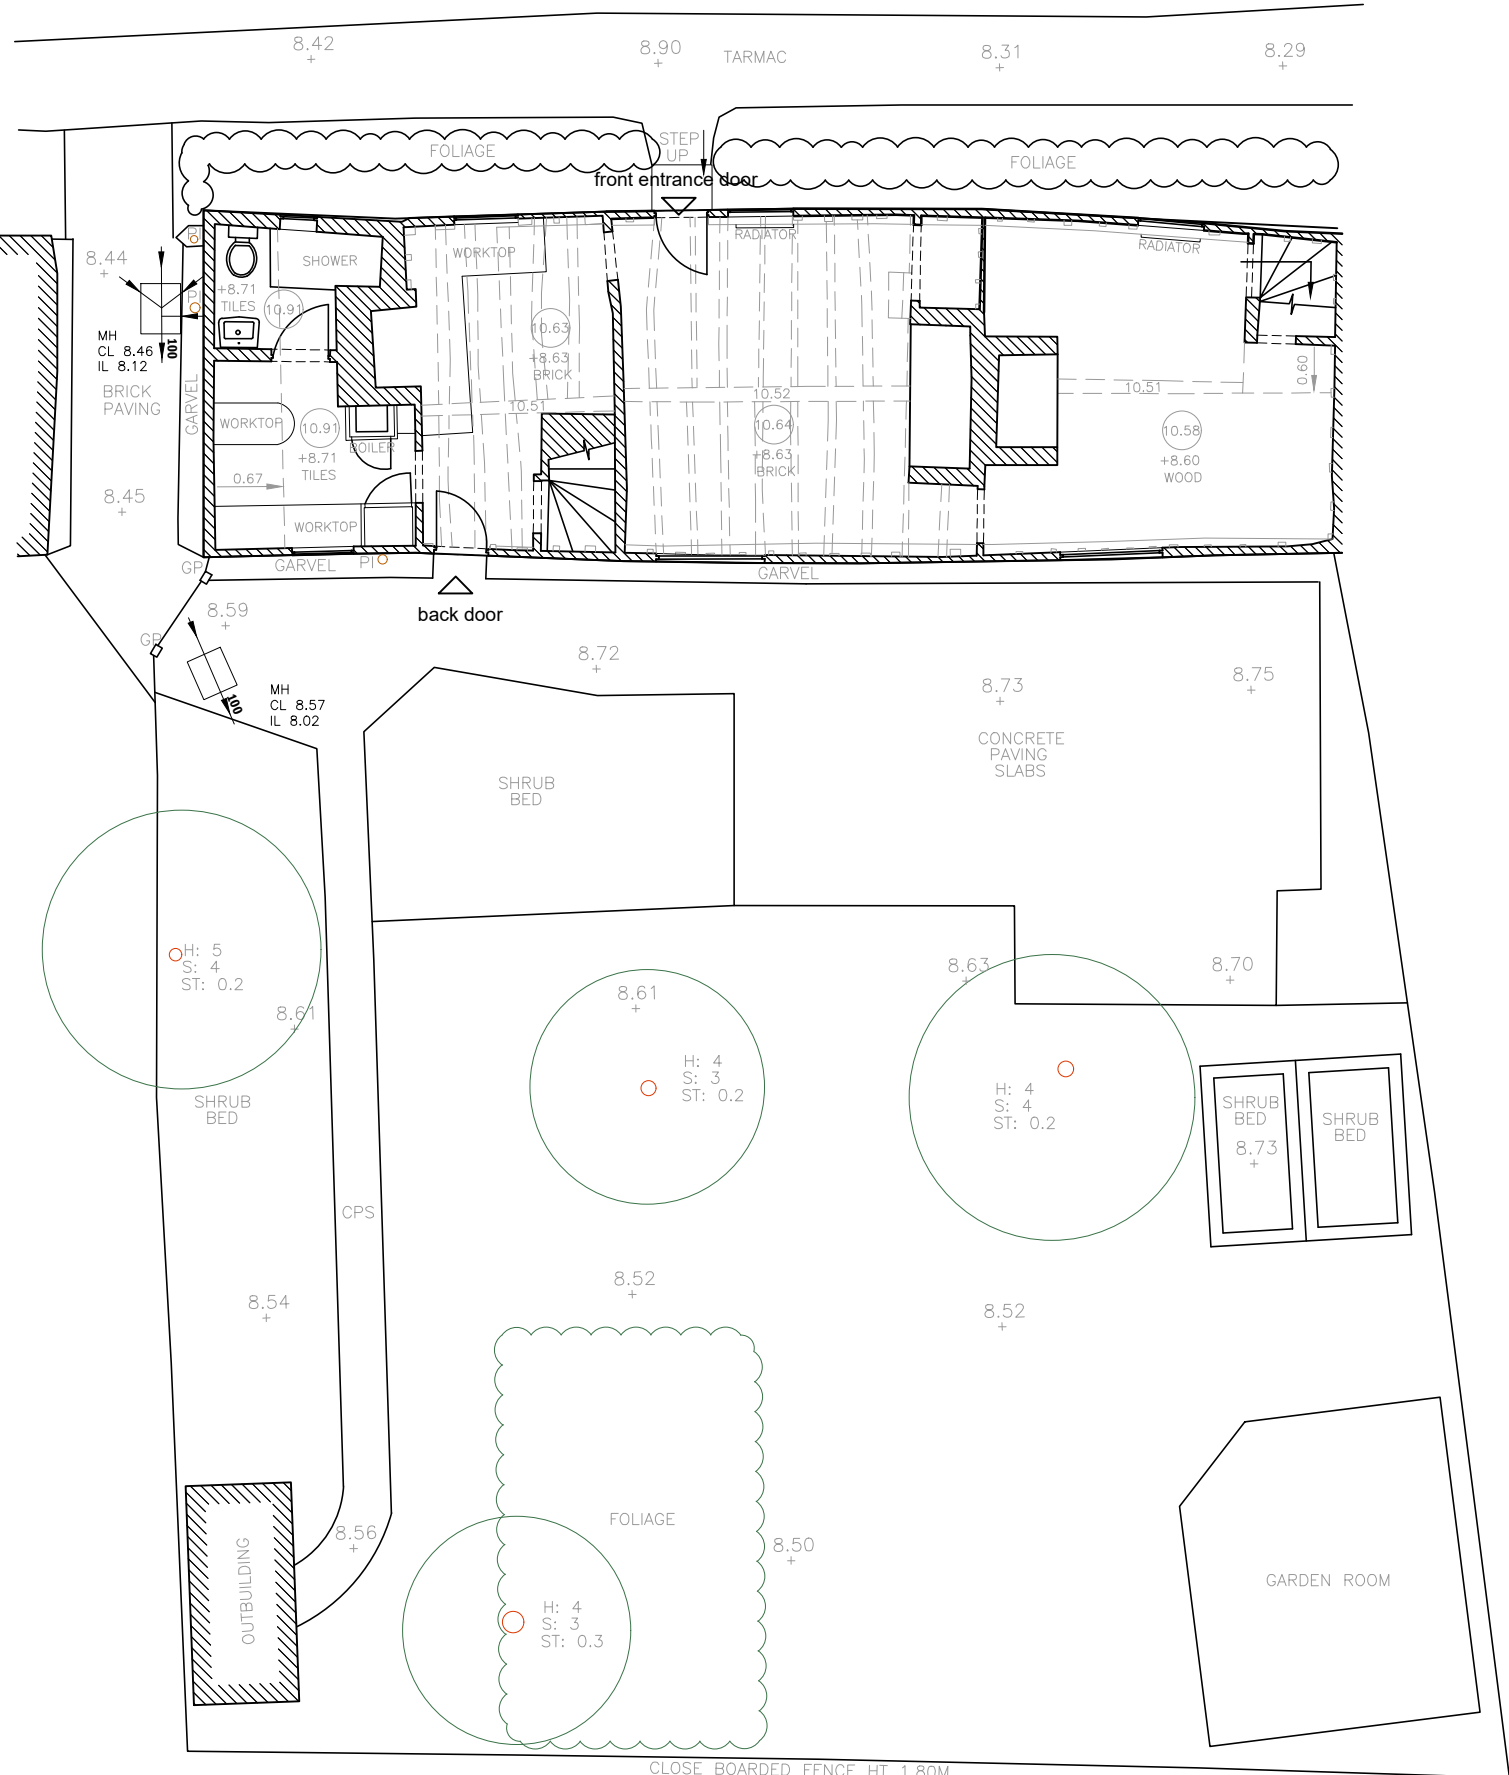 8.42
8.90
TARMAC
8.31
8.29
FOLIAGE
STEP
UP
FOLIAGE
front entrance door
PI
RADIATOR
WORKTOP
RADIATOR
8.44
SHOWER
+8.71
TILES
10.91
PI
10.63
MH
CL 8.46
IL 8.12
100
+8.63
BRICK
0.60
BRICK
PAVING
GARVEL
10.51
10.52
10.51
WORKTOP
10.91
10.64
10.58
BOILER
+8.71
TILES
+8.63
BRICK
+8.60
WOOD
0.67
8.45
WORKTOP
GP
GARVEL
PI
GARVEL
back door
8.59
GP
8.72
8.75
8.73
MH
CL 8.57
IL 8.02
100
CONCRETE
PAVING
SLABS
SHRUB
BED
H: 5
S: 4
ST: 0.2
8.63
8.70
8.61
8.61
H: 4
S: 3
ST: 0.2
H: 4
S: 4
ST: 0.2
SHRUB
BED
SHRUB
BED
SHRUB
BED
8.73
CPS
8.52
8.54
8.52
FOLIAGE
8.56
8.50
OUTBUILDING
GARDEN ROOM
H: 4
S: 3
ST: 0.3
CLOSE BOARDED FENCE HT 1.80M